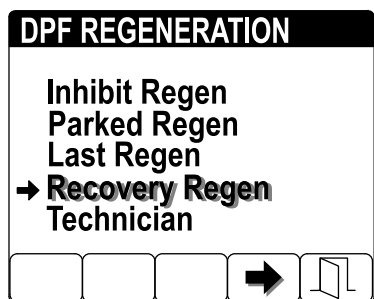 DPF REGENERATION
Inhibit Regen
Parked Regen
Last Regen
Recovery Regen
Technician